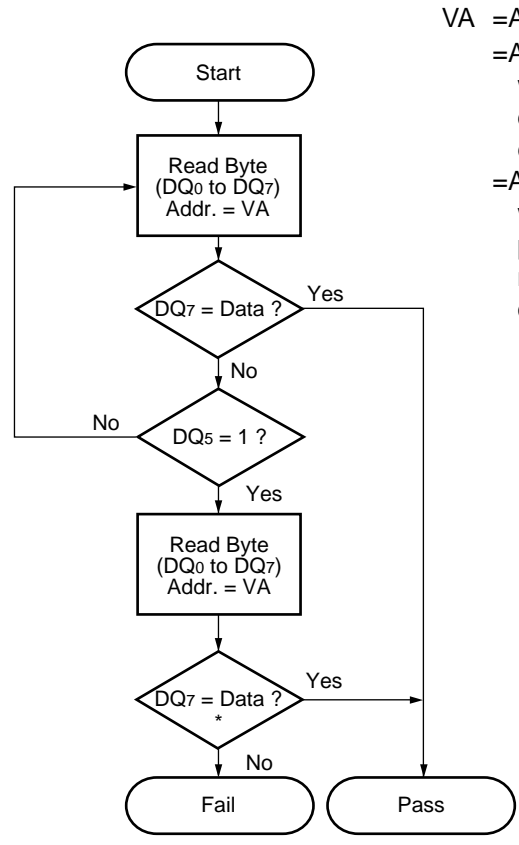 VA =A
=A
=A
Start
Read Byte
(DQ0 to DQ7)
Addr. = VA
DQ7 = Data ?
Yes
No
DQ5 = 1 ?
No
Yes
Read Byte
(DQ0 to DQ7)
Addr. = VA
DQ7 = Data ?
*
Yes
No
Fail
Pass